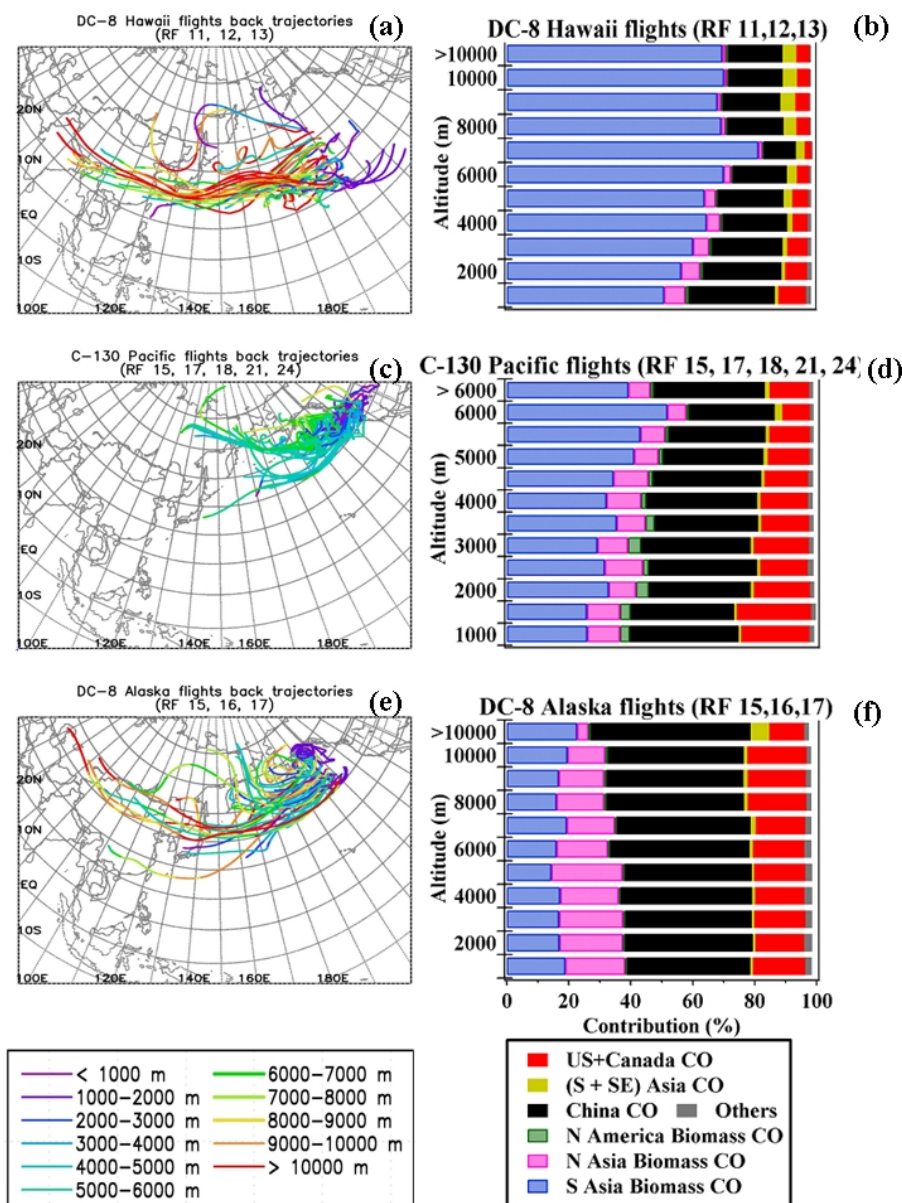 DC-8 Hawaii flights back trajectories
(RF 11, 12, 13)
(a)
20N
10N
EQ
10S
100E 120E 140E 160E 180
DC-8 Hawaii flights (RF 11,12,13)
(b)
Altitude (m)
>10000
10000
8000
6000
4000
2000
C-130 Pacific flights back trajectories
(RF 15, 17, 18, 21, 24)
(c)
20N
10N
EQ
10S
100E 120E 140E 160E 180
C-130 Pacific flights (RF 15, 17, 18, 21, 24)
(d)
Altitude (m)
> 6000
6000
5000
4000
3000
2000
1000
DC-8 Alaska flights back trajectories
(RF 15, 16, 17)
(e)
20N
10N
EQ
10S
100E 120E 140E 160E 180
DC-8 Alaska flights (RF 15,16,17)
(f)
Altitude (m)
>10000
10000
8000
6000
4000
2000
0 20 40 60 80 100
Contribution (%)
< 1000 m
1000-2000 m
2000-3000 m
3000-4000 m
4000-5000 m
5000-6000 m
6000-7000 m
7000-8000 m
8000-9000 m
9000-10000 m
> 10000 m
US+Canada CO
(S + SE) Asia CO
China CO Others
N America Biomass CO
N Asia Biomass CO
S Asia Biomass CO